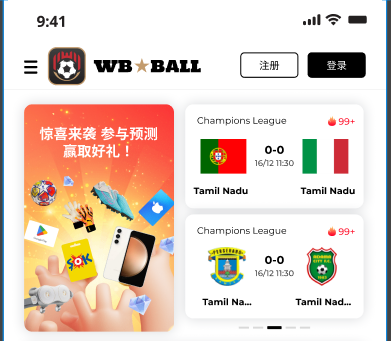 9:41
WB★BALL
注册
登录
惊喜来袭 参与预测
赢取好礼！
SOK
Champions League
99+
0-0
16/12 11:30
Tamil Nadu
Tamil Nadu
Champions League
99+
0-0
16/12 11:30
Tamil Na...
Tamil Nad...